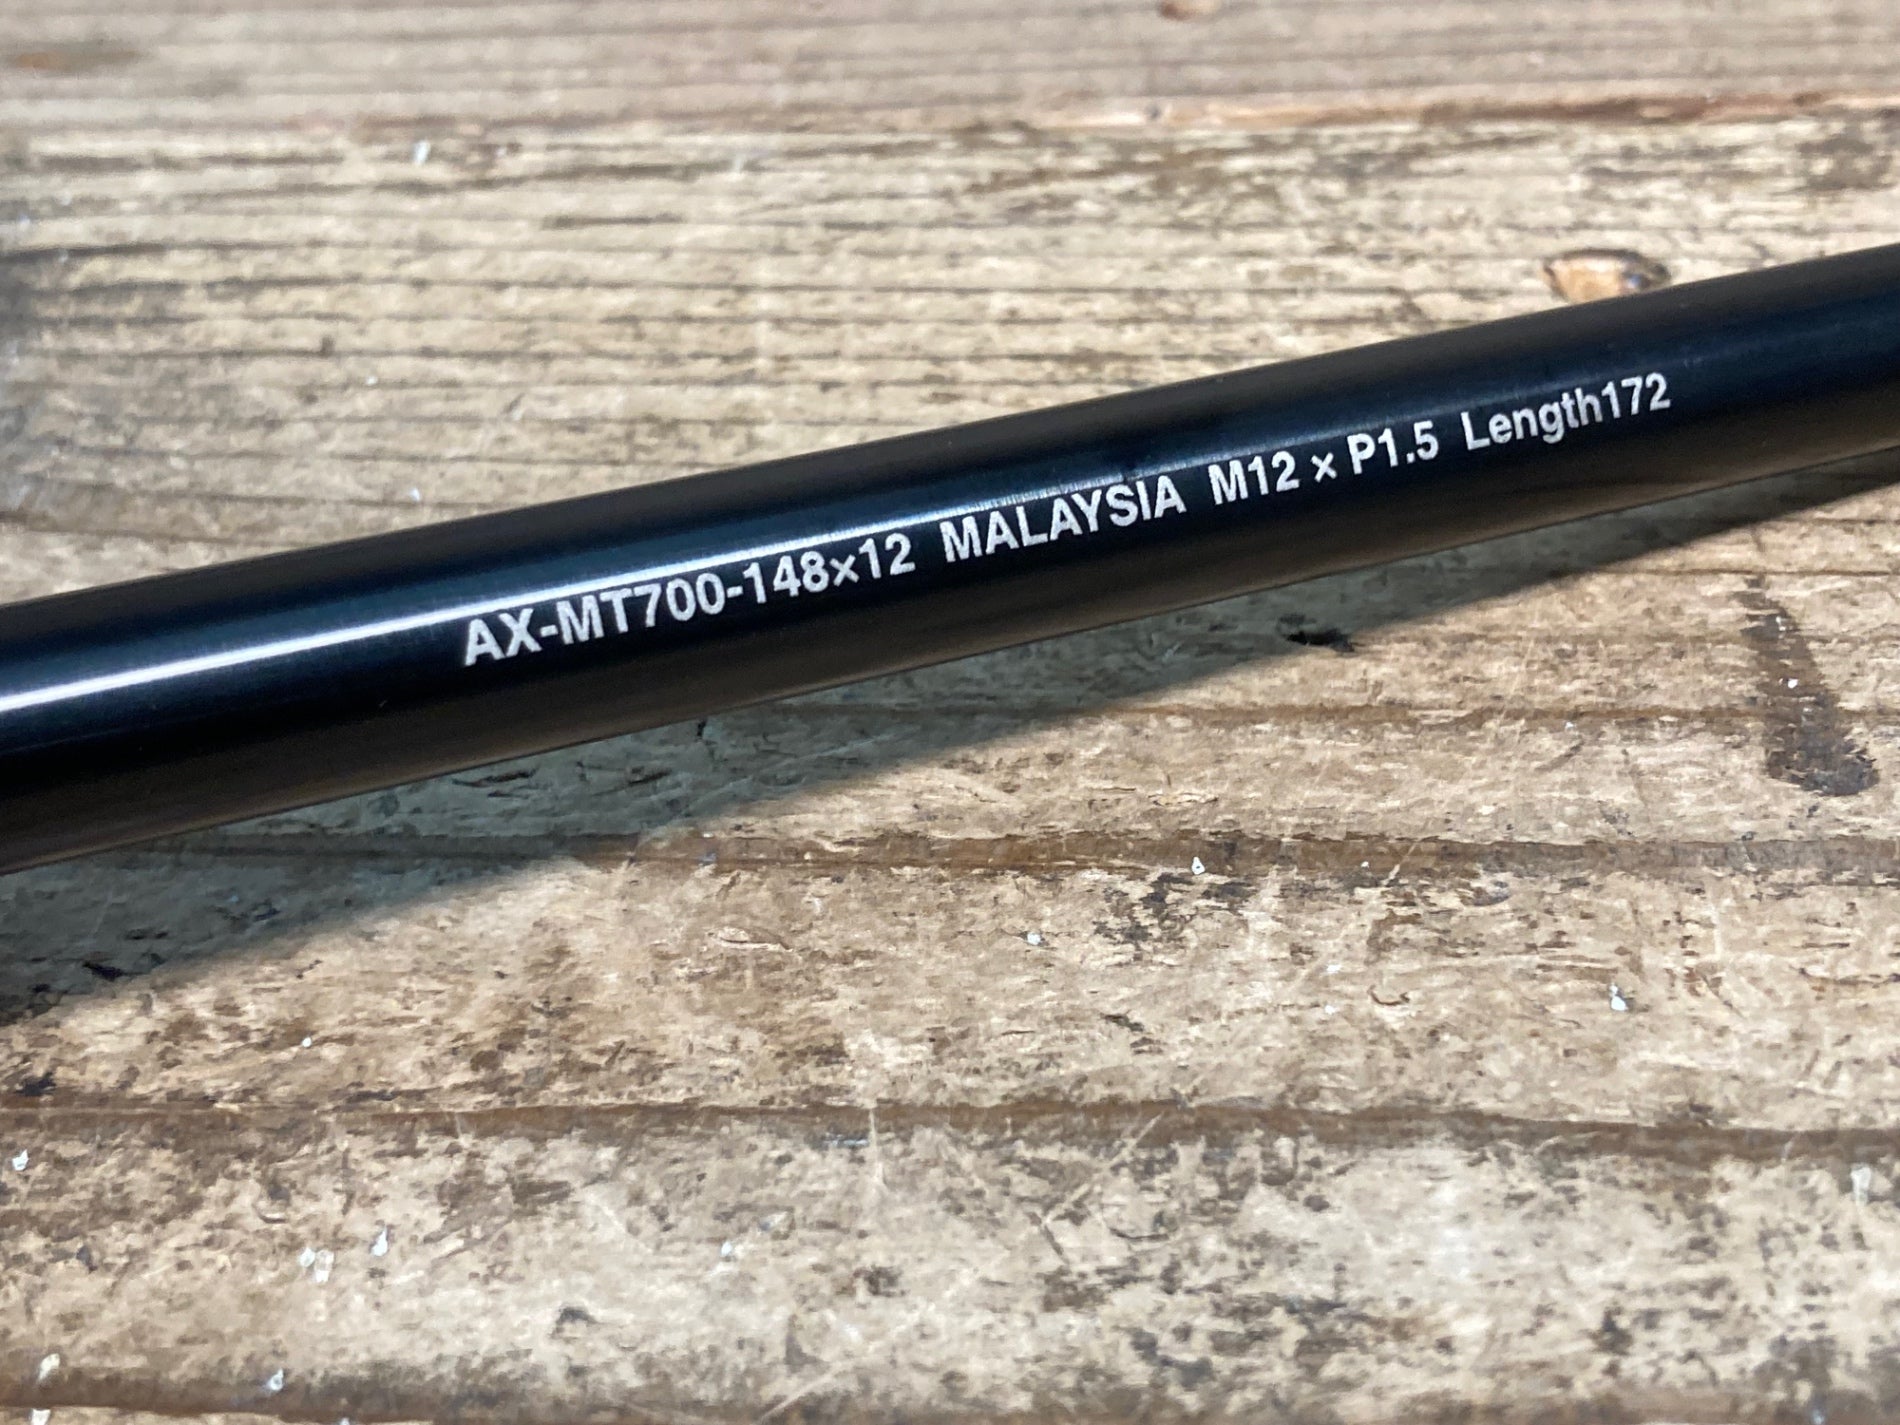 AX-MT700-148×12 MALAYSIA M12 × P1.5 Length172